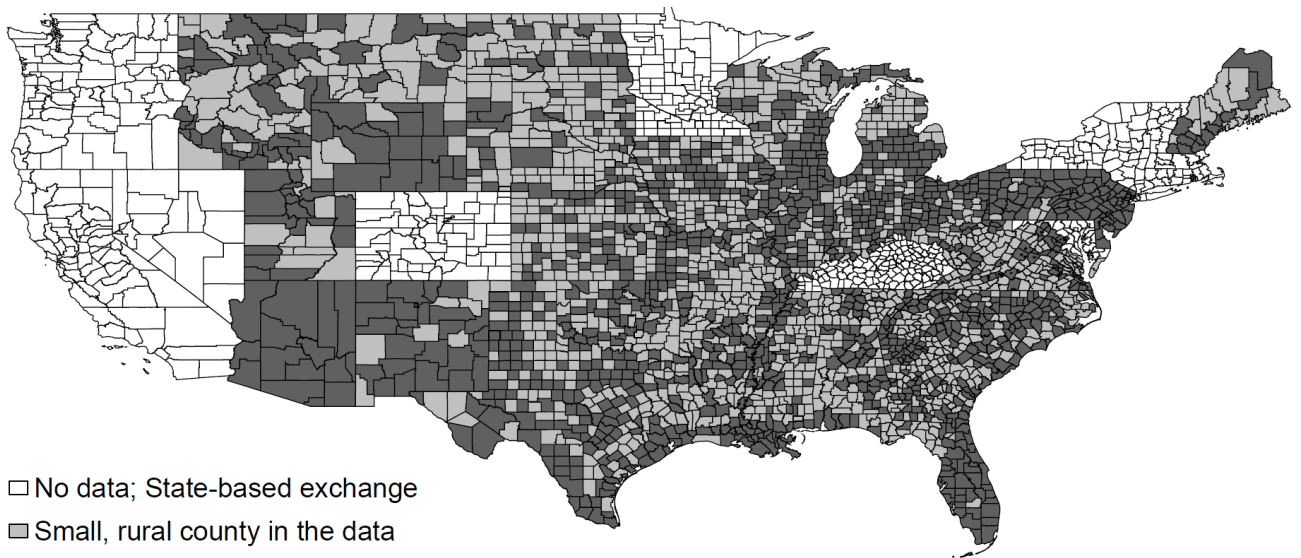 No data; State-based exchange
Small, rural county in the data